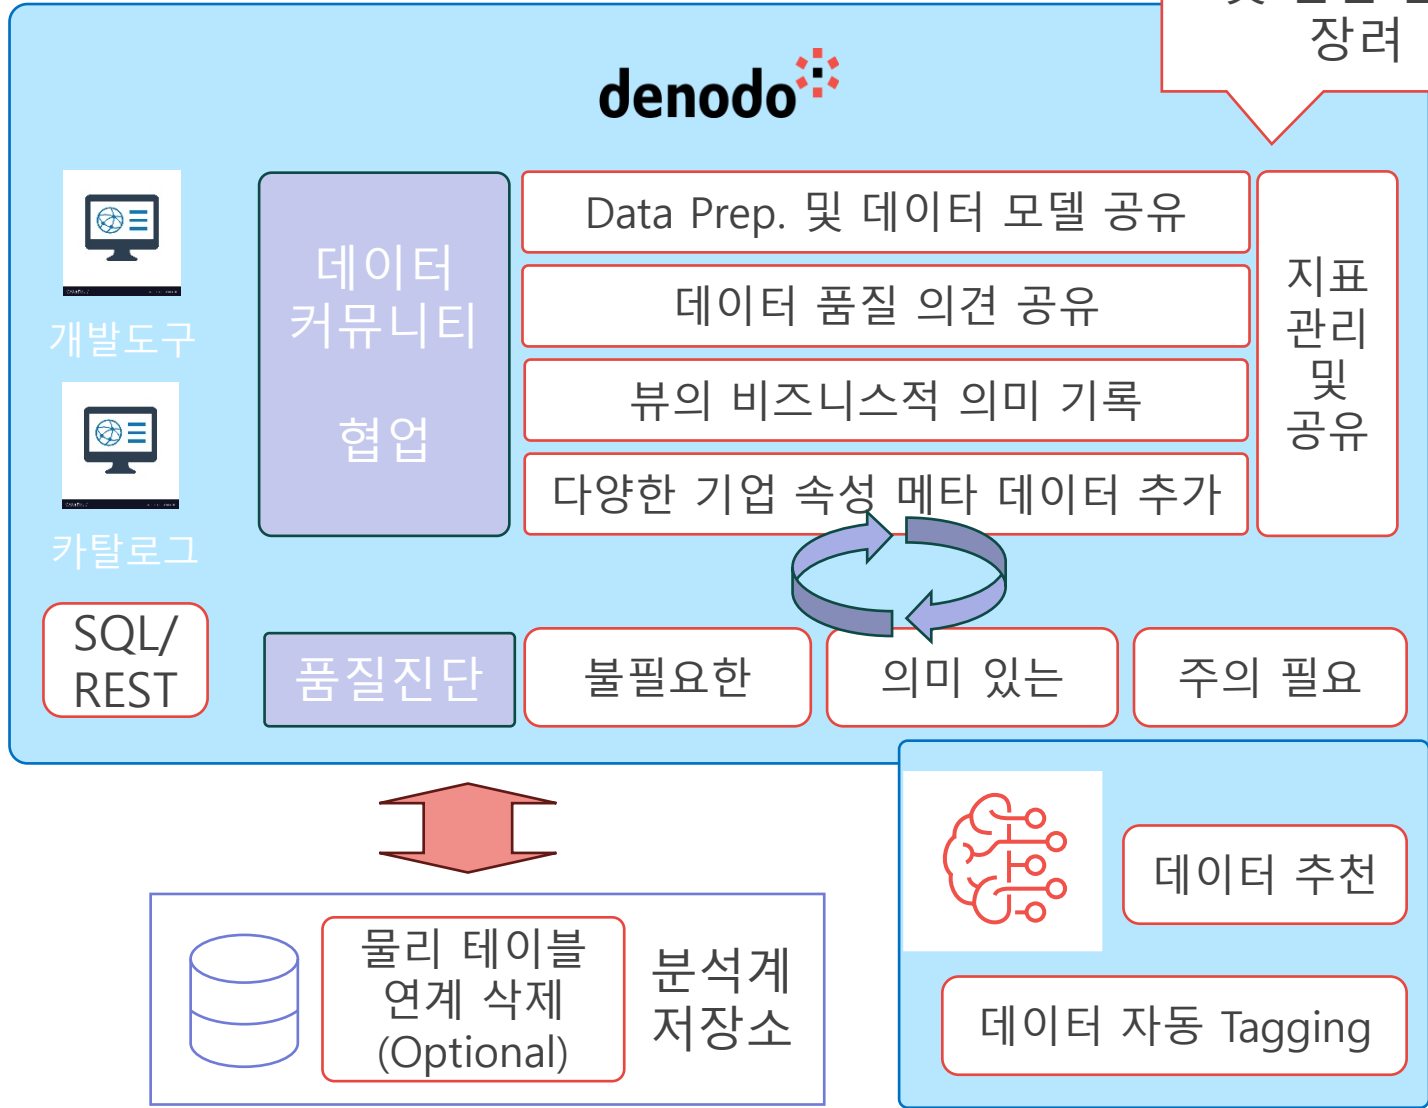 장려
denodo
데이터
커뮤니티
협업
Data Prep. 및 데이터 모델 공유
데이터 품질 의견 공유
뷰의 비즈니스적 의미 기록
다양한 기업 속성 메타 데이터 추가
지표
관리
및
공유
개발도구
카탈로그
SQL/
REST
품질진단
불필요한
의미 있는
주의 필요
물리 테이블
연계 삭제
(Optional)
분석계
저장소
데이터 추천
데이터 자동 Tagging